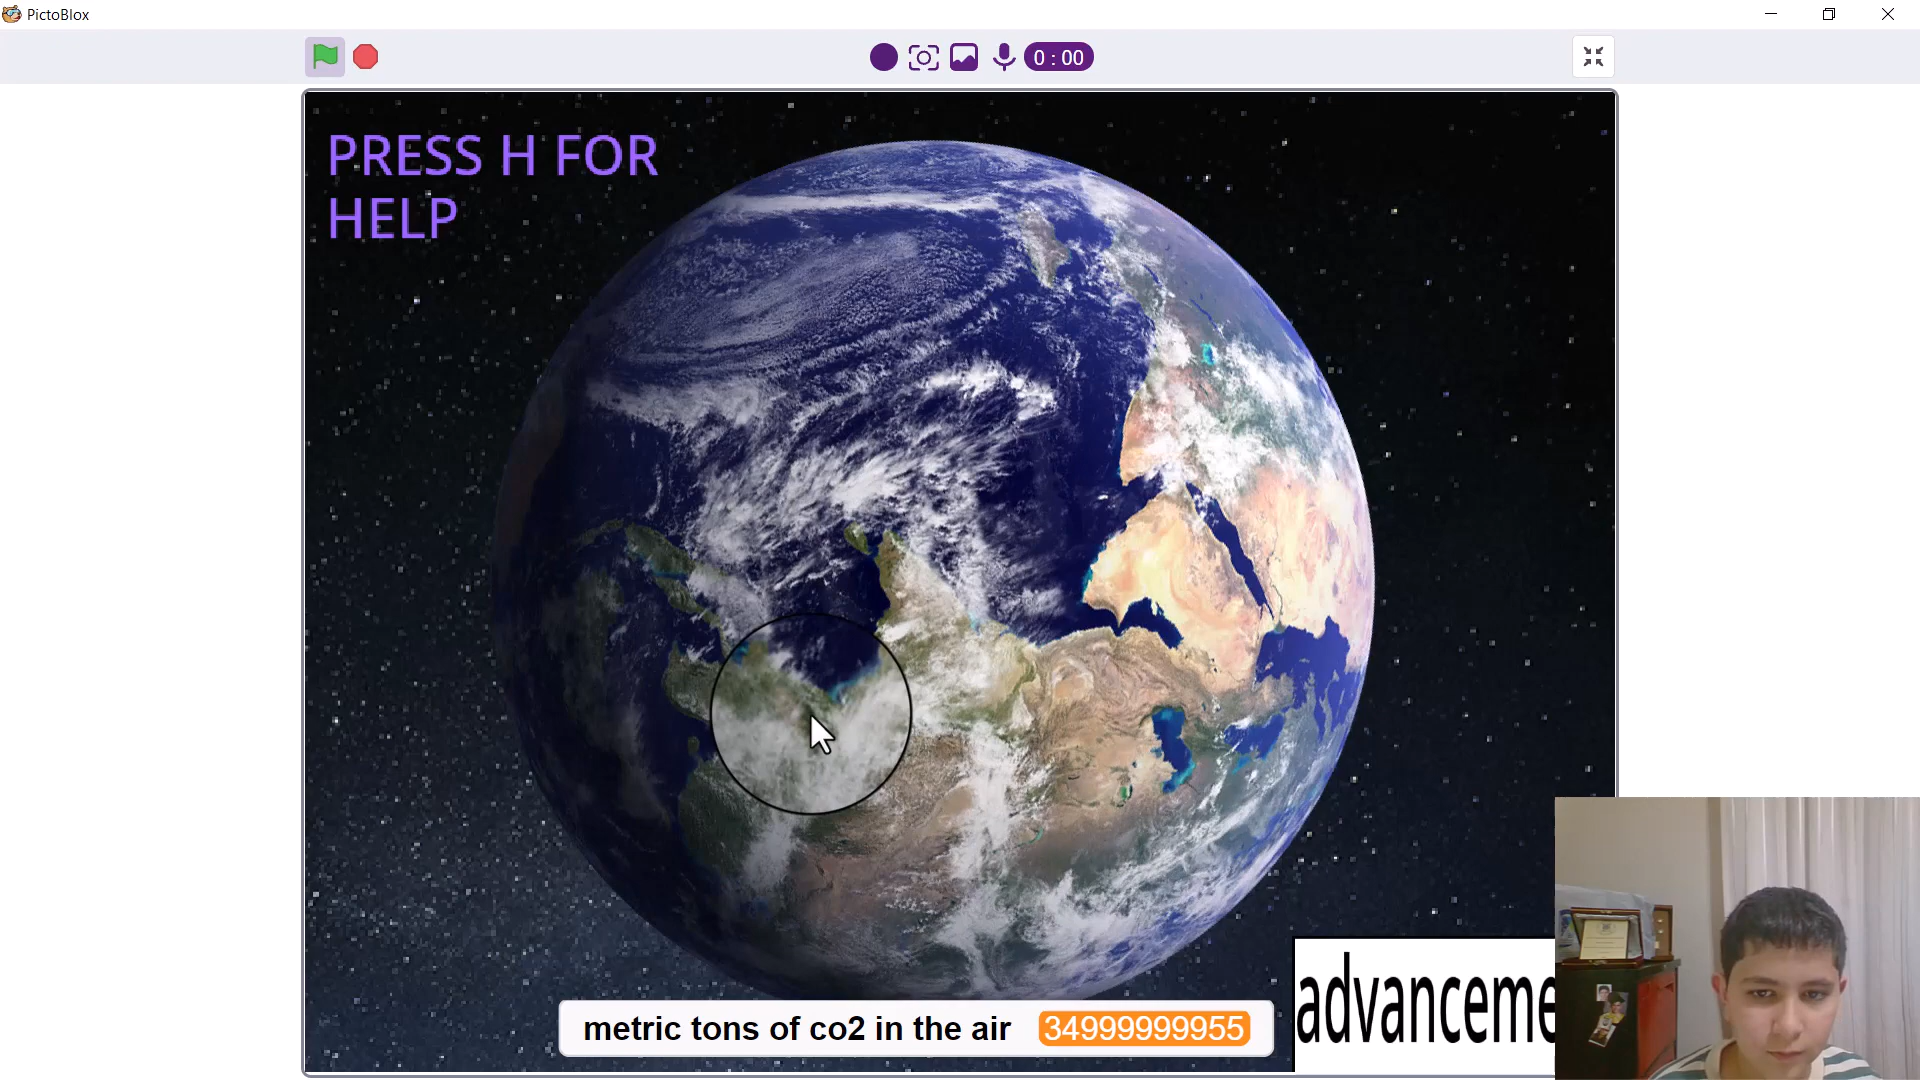 PictoBlox
0 : 00
PRESS H FOR
HELP
metric tons of co2 in the air 34999999955
advanceme